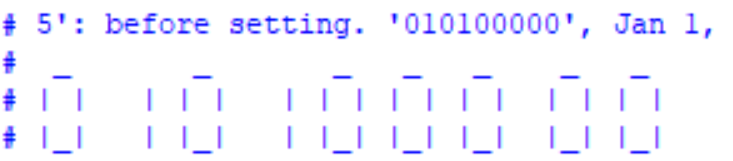 # 5': before setting. '010100000', Jan 1,
#    _       _         _   _   _     _   _
# | |     | | |     | | | | | | |   | | | |
# |_|     | |_|     | |_| |_| |_|   |_| |_|